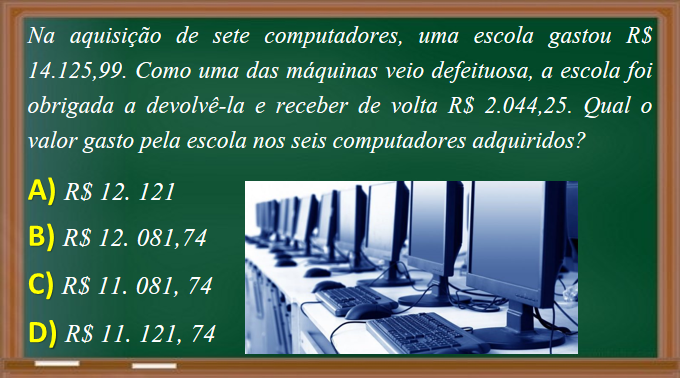 Na aquisição de sete computadores, uma escola gastou R$
14.125,99. Como uma das máquinas veio defeituosa, a escola foi
obrigada a devolvê-la e receber de volta R$ 2.044,25. Qual o
valor gasto pela escola nos seis computadores adquiridos?
A) R$ 12. 121
B) R$ 12. 081,74
C) R$ 11. 081, 74
D) R$ 11. 121, 74